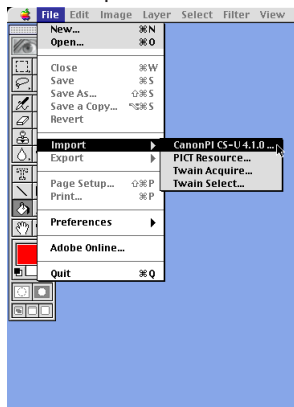 File Edit Image Layer Select Filter View
New... ⌘N
Open... ⌘O
Close ⌘W
Save ⌘S
Save As... ⇧⌘S
Save a Copy... ⌥⌘S
Revert
Import ▶
CanonPI CS-U 4.1.0 ...
Export ▶
PICT Resource...
Twain Acquire...
Twain Select...
Page Setup... ⇧⌘P
Print... ⌘P
Preferences ▶
Adobe Online...
Quit ⌘Q